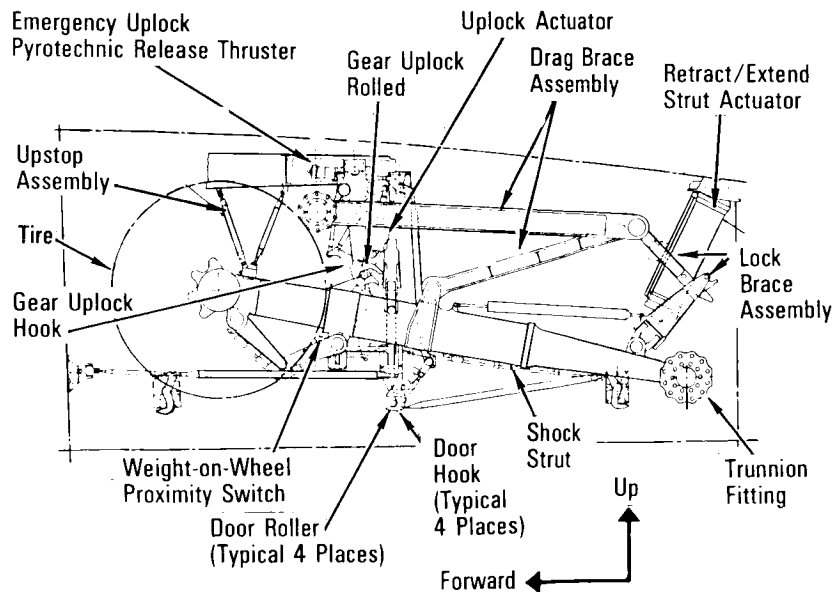 Emergency Uplock
Pyrotechnic Release Thruster
Uplock Actuator
Gear Uplock
Rolled
Drag Brace
Assembly
Retract/Extend
Strut Actuator
Upstop
Assembly
Tire
Gear Uplock
Hook
Lock
Brace
Assembly
Weight-on-Wheel
Proximity Switch
Door Roller
(Typical 4 Places)
Door
Hook
(Typical
4 Places)
Shock
Strut
Trunnion
Fitting
Up
Forward